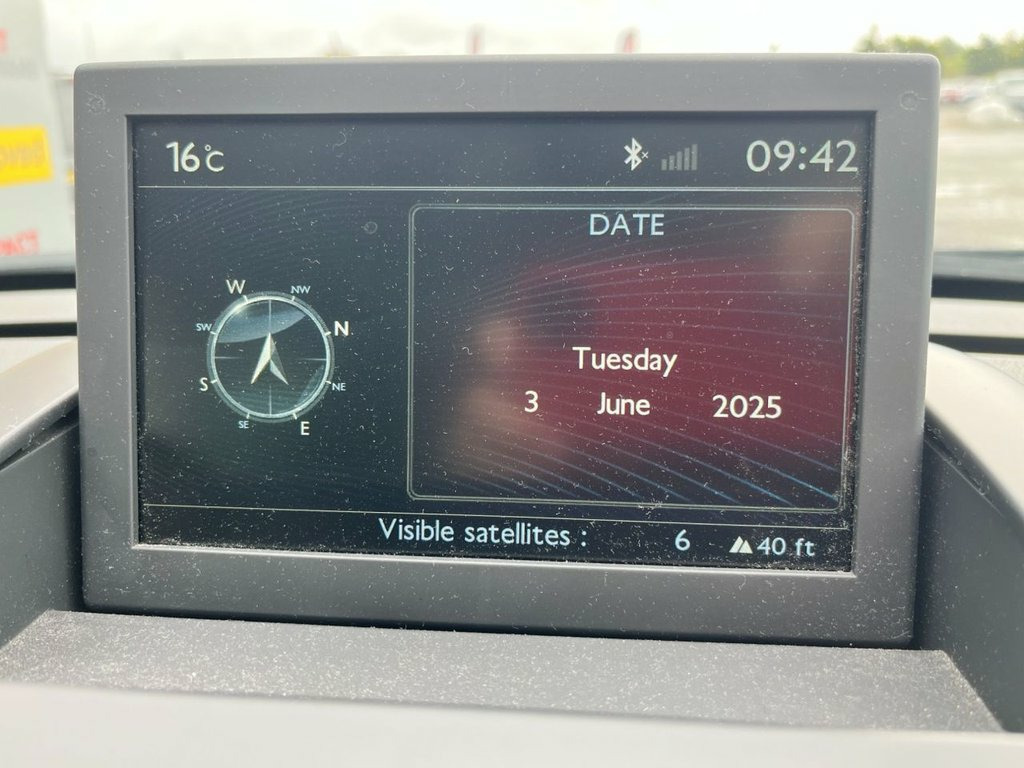 16°C 09:42
DATE
W NW
SW N
S NE
SE E
Tuesday
3 June 2025
Visible satellites : 6 40 ft